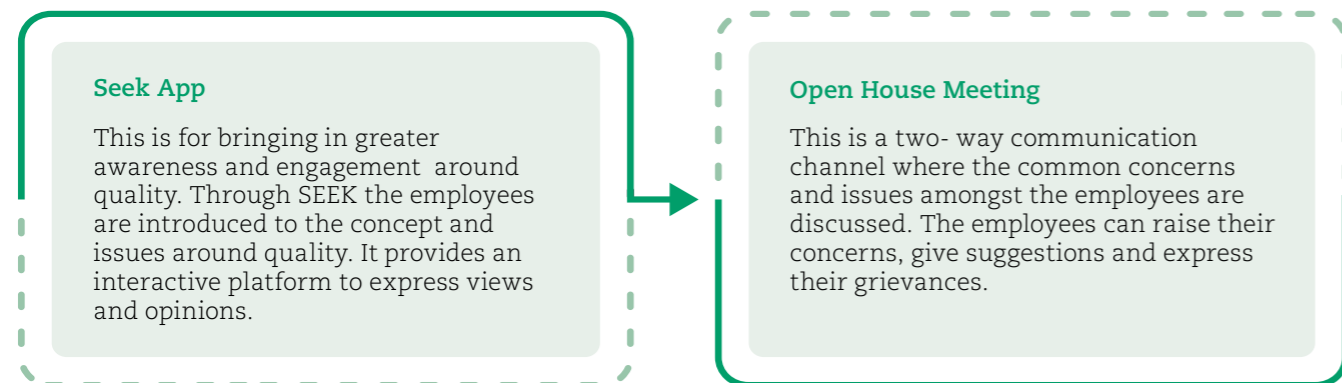 Seek App
This is for bringing in greater
awareness and engagement  around
quality. Through SEEK the employees
are introduced to the concept and
issues around quality. It provides an
interactive platform to express views
and opinions.
Open House Meeting
This is a two- way communication
channel where the common concerns
and issues amongst the employees are
discussed. The employees can raise their
concerns, give suggestions and express
their grievances.